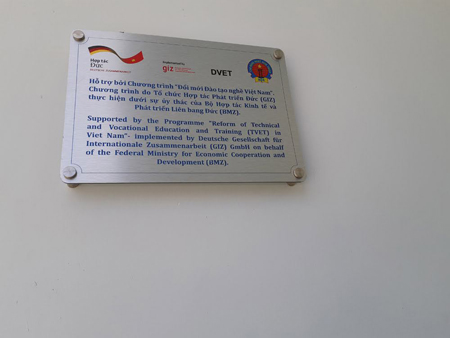 Hợp tác
Đức
Implemented by
giz
DVET
Hỗ trợ bởi Chương trình "Đổi mới Đào tạo nghề Việt Nam".
Chương trình do Tổ chức Hợp tác Phát triển Đức (GIZ)
thực hiện dưới sự ủy thác của Bộ Hợp tác Kinh tế và
Phát triển Liên bang Đức (BMZ).
Supported by the Programme "Reform of Technical
and Vocational Education and Training (TVET) in
Viet Nam"- implemented by Deutsche Gesellschaft für
Internationale Zusammenarbeit (GIZ) GmbH on behalf
of the Federal Ministry for Economic Cooperation and
Development (BMZ).